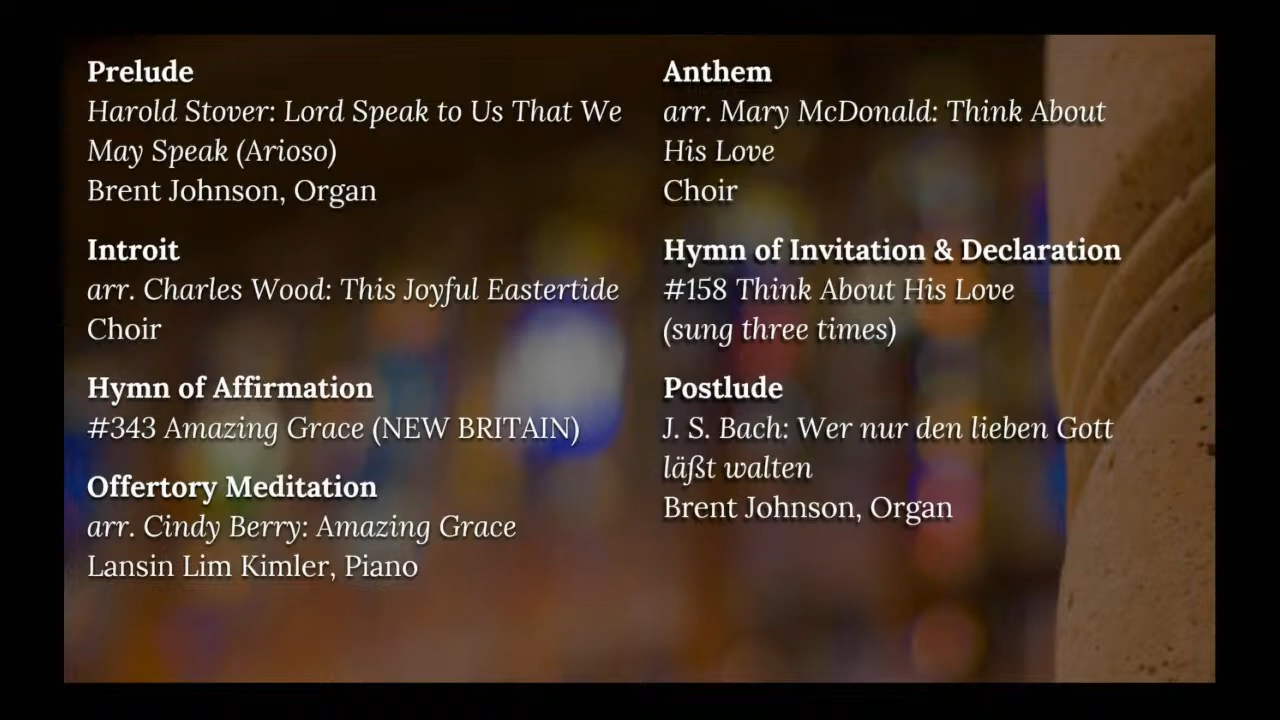 Prelude
Harold Stover: Lord Speak to Us That We
May Speak (Arioso)
Brent Johnson, Organ
Introit
arr. Charles Wood: This Joyful Eastertide
Choir
Hymn of Affirmation
#343 Amazing Grace (NEW BRITAIN)
Offertory Meditation
arr. Cindy Berry: Amazing Grace
Lansin Lim Kimler, Piano
Anthem
arr. Mary McDonald: Think About
His Love
Choir
Hymn of Invitation & Declaration
#158 Think About His Love
(sung three times)
Postlude
J. S. Bach: Wer nur den lieben Gott
läßt walten
Brent Johnson, Organ